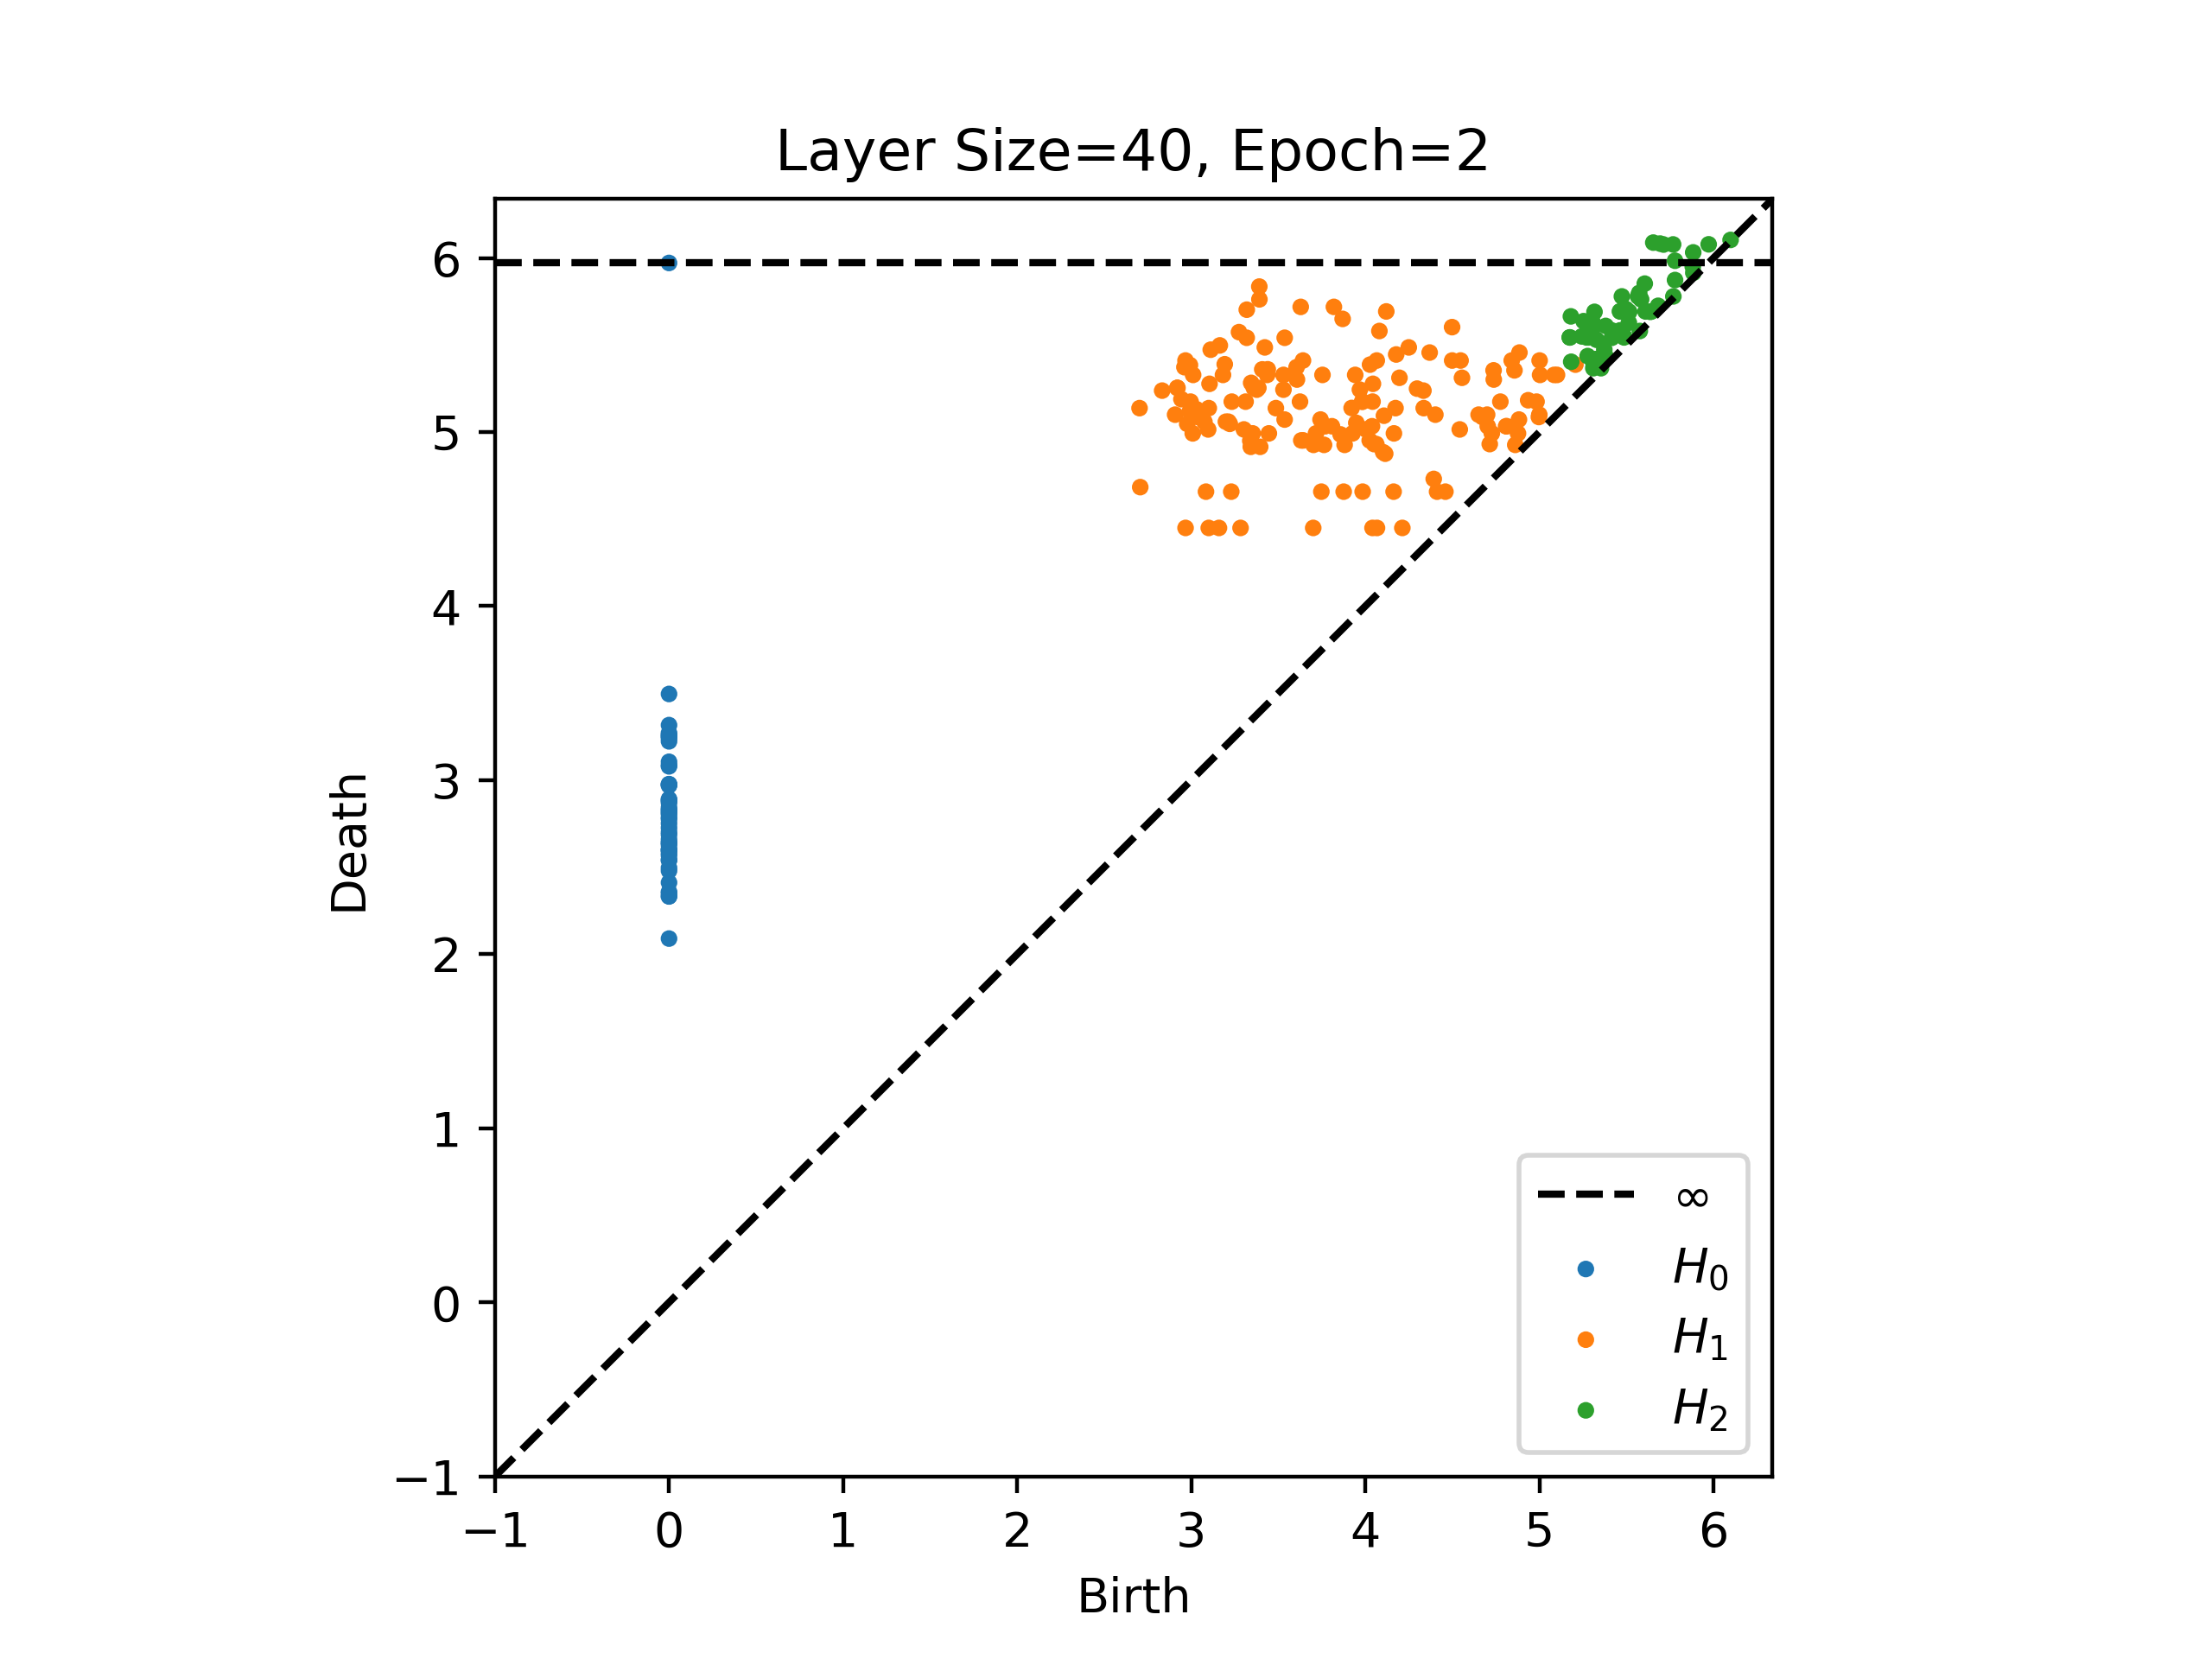 Layer Size=40, Epoch=2
Death
6
5
4
3
2
1
0
−1
−1 0 1 2 3 4 5 6
Birth
∞
H₀
H₁
H₂